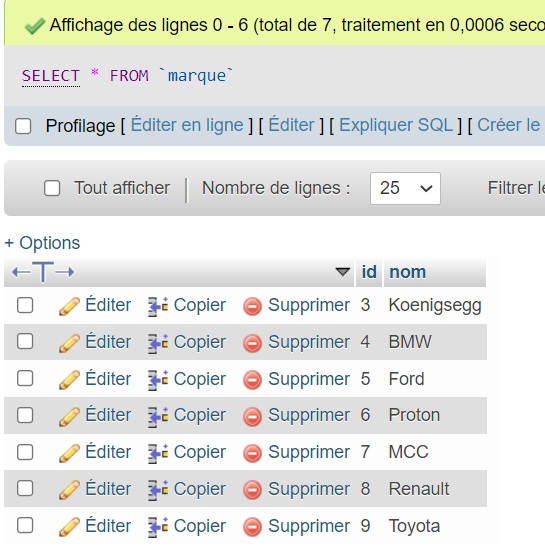 Affichage des lignes 0 - 6 (total de 7, traitement en 0,0006 seco
SELECT * FROM `marque`
Profilage [ Éditer en ligne ] [ Éditer ] [ Expliquer SQL ] [ Créer le
Tout afficher Nombre de lignes : 25 Filtrer le
+ Options
←T→ id nom
Éditer Copier Supprimer 3 Koenigsegg
Éditer Copier Supprimer 4 BMW
Éditer Copier Supprimer 5 Ford
Éditer Copier Supprimer 6 Proton
Éditer Copier Supprimer 7 MCC
Éditer Copier Supprimer 8 Renault
Éditer Copier Supprimer 9 Toyota